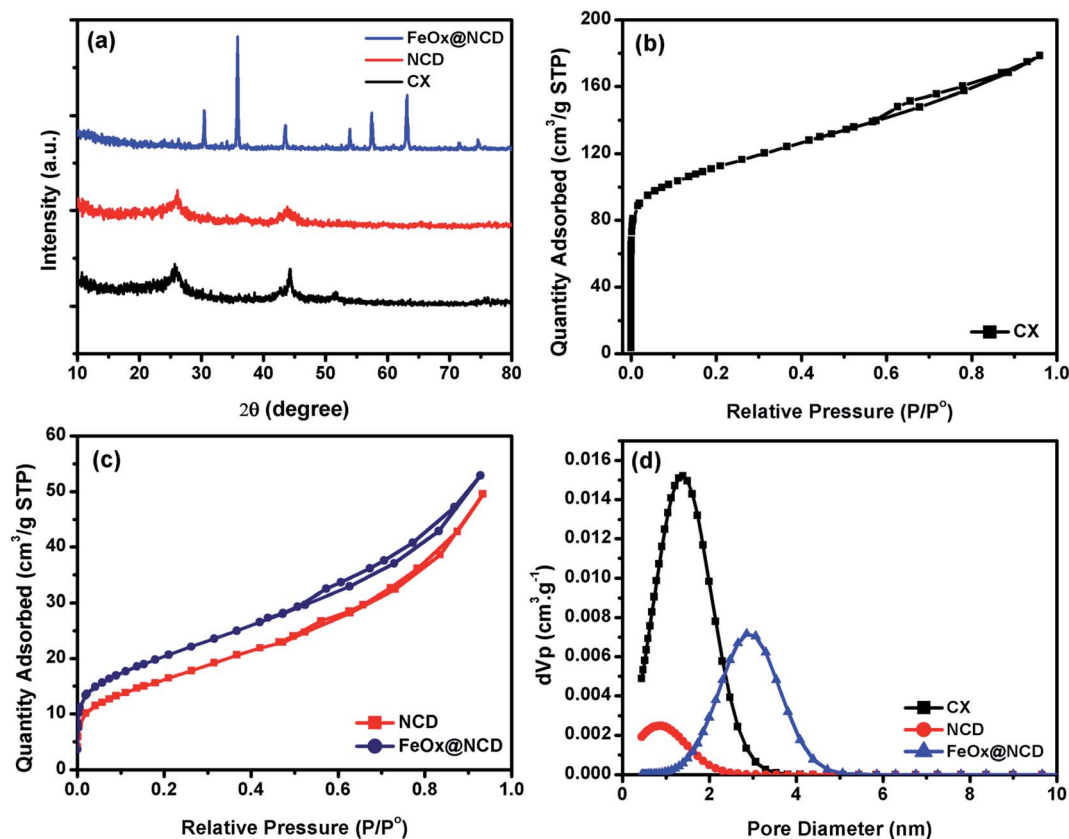 (a)
FeOx@NCD
NCD
CX
Intensity (a.u.)
10 20 30 40 50 60 70 80
2θ (degree)
(b)
200
160
120
80
40
0
Quantity Adsorbed (cm³/g STP)
CX
0.0 0.2 0.4 0.6 0.8 1.0
Relative Pressure (P/P°)
(c)
60
50
40
30
20
10
0
Quantity Adsorbed (cm³/g STP)
NCD
FeOx@NCD
0.0 0.2 0.4 0.6 0.8 1.0
Relative Pressure (P/P°)
(d)
0.016
0.014
0.012
0.010
0.008
0.006
0.004
0.002
0.000
dVp (cm³.g⁻¹)
CX
NCD
FeOx@NCD
0 2 4 6 8 10
Pore Diameter (nm)